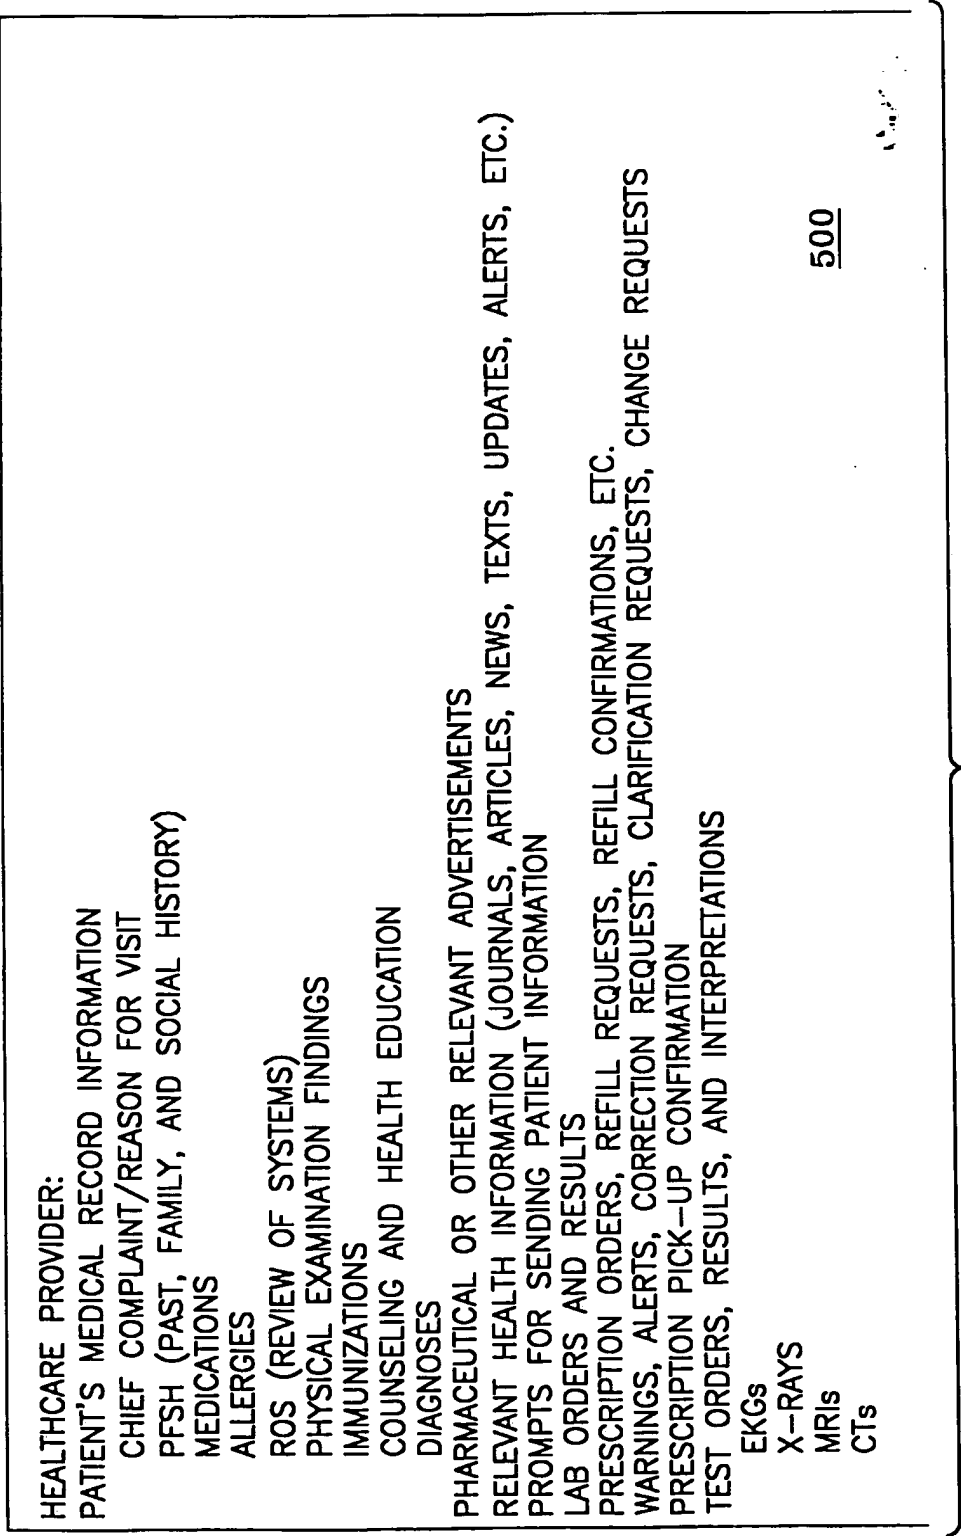 HEALTHCARE PROVIDER:
PATIENT'S MEDICAL RECORD INFORMATION
CHIEF COMPLAINT/REASON FOR VISIT
PFSH (PAST, FAMILY, AND SOCIAL HISTORY)
MEDICATIONS
ALLERGIES
ROS (REVIEW OF SYSTEMS)
PHYSICAL EXAMINATION FINDINGS
IMMUNIZATIONS
COUNSELING AND HEALTH EDUCATION
DIAGNOSES
PHARMACEUTICAL OR OTHER RELEVANT ADVERTISEMENTS
RELEVANT HEALTH INFORMATION (JOURNALS, ARTICLES, NEWS, TEXTS, UPDATES, ALERTS, ETC.)
PROMPTS FOR SENDING PATIENT INFORMATION
LAB ORDERS AND RESULTS
PRESCRIPTION ORDERS, REFILL REQUESTS, REFILL CONFIRMATIONS, ETC.
WARNINGS, ALERTS, CORRECTION REQUESTS, CLARIFICATION REQUESTS, CHANGE REQUESTS
PRESCRIPTION PICK-UP CONFIRMATION
TEST ORDERS, RESULTS, AND INTERPRETATIONS
EKGs
X-RAYS
MRIs
CTs
500